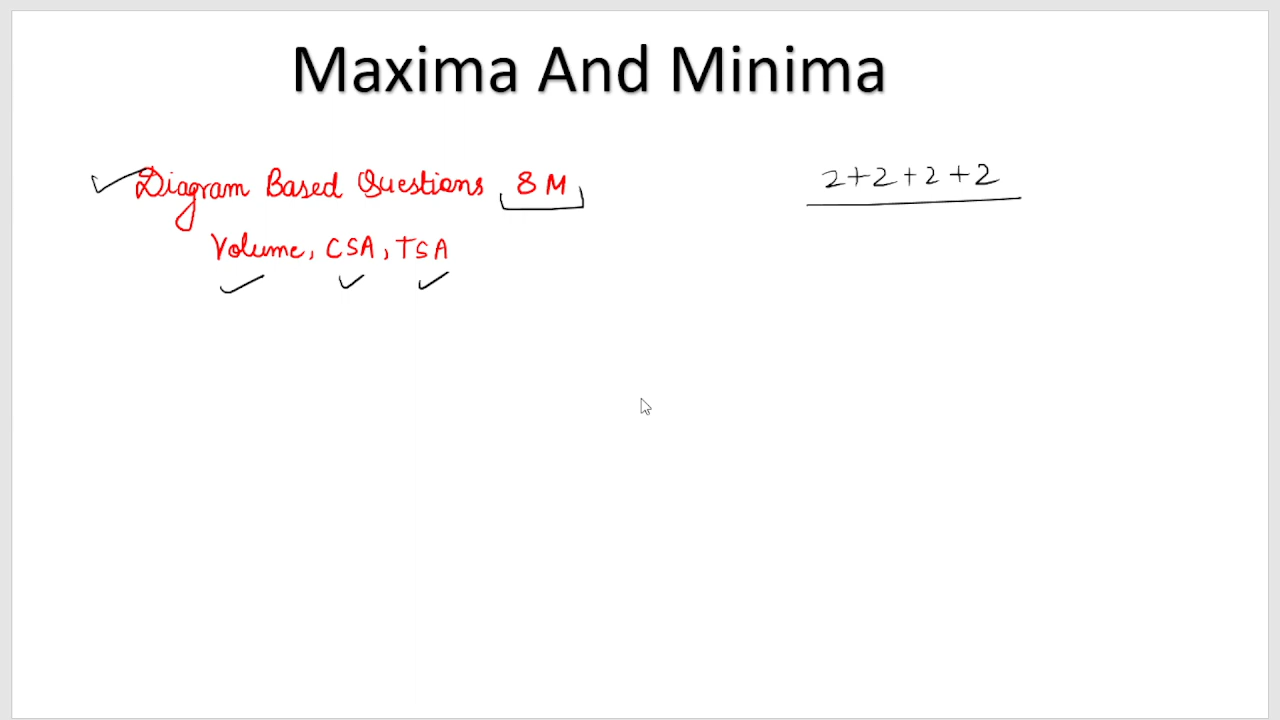 Maxima And Minima
Diagram Based Questions 8 M
2+2+2+2
Volume, CSA, TSA